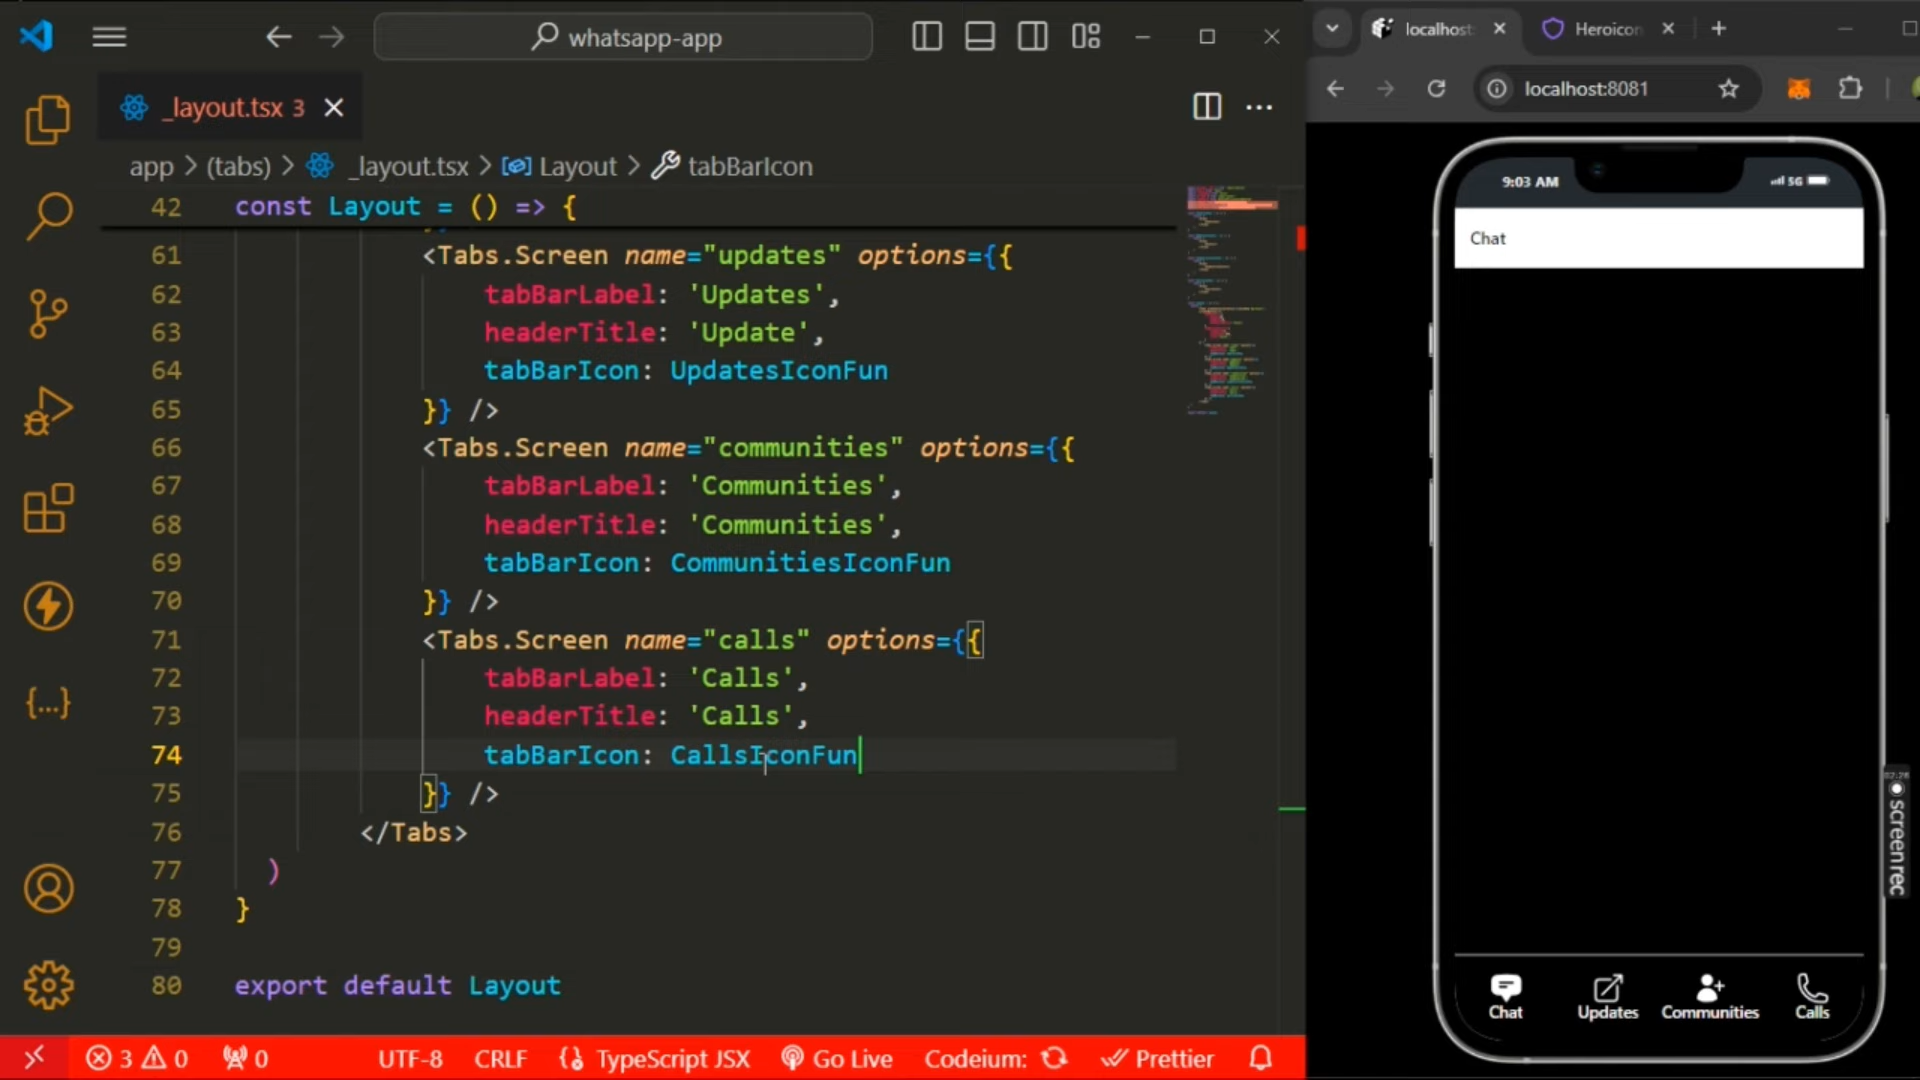 whatsapp-app
_layout.tsx 3
app > (tabs) > _layout.tsx > Layout > tabBarIcon
42 const Layout = () => {
61 <Tabs.Screen name="updates" options={{
62 tabBarLabel: 'Updates',
63 headerTitle: 'Update',
64 tabBarIcon: UpdatesIconFun
65 }} />
66 <Tabs.Screen name="communities" options={{
67 tabBarLabel: 'Communities',
68 headerTitle: 'Communities',
69 tabBarIcon: CommunitiesIconFun
70 }} />
71 <Tabs.Screen name="calls" options={{
72 tabBarLabel: 'Calls',
73 headerTitle: 'Calls',
74 tabBarIcon: CallsIconFun
75 }} />
76 </Tabs>
77 )
78 }
79
80 export default Layout
3 0 0 UTF-8 CRLF {} TypeScript JSX Go Live Codeium: Prettier
localhost: Heroicon
localhost:8081
9:03 AM 5G
Chat
Chat Updates Communities Calls
screenrec